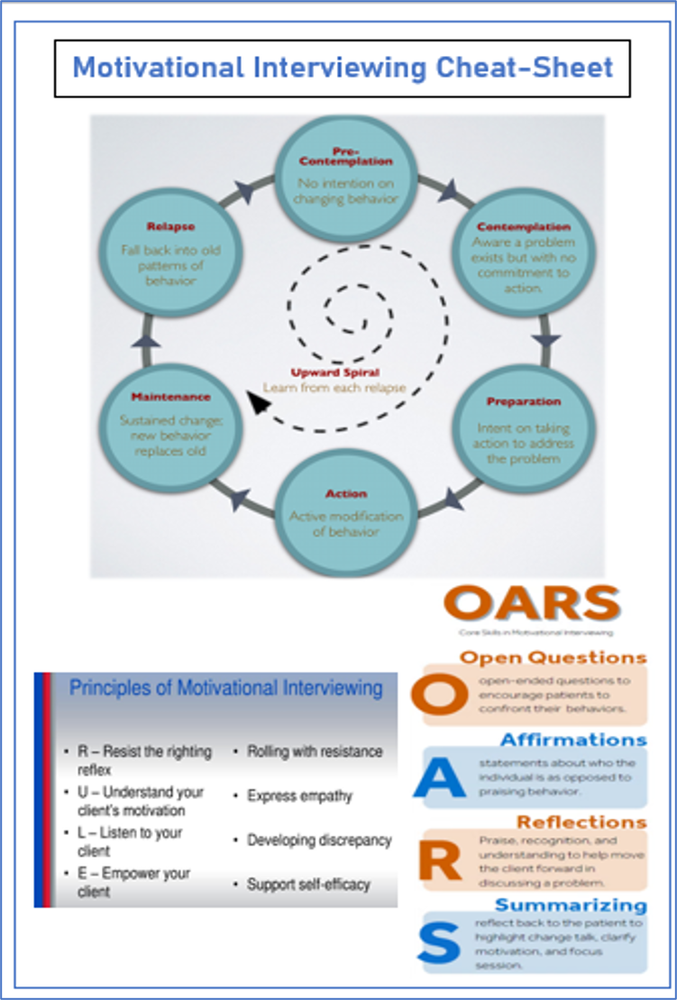 Motivational Interviewing Cheat-Sheet
Pre-
Contemplation
No intention on
changing behavior
Contemplation
Aware a problem
exists but with no
commitment to
action.
Preparation
Intent on taking
action to address
the problem
Action
Active modification
of behavior
Maintenance
Sustained change;
new behavior
replaces old
Relapse
Fall back into old
patterns of
behavior
Upward Spiral
Learn from each relapse
Principles of Motivational Interviewing
• R – Resist the righting
reflex
• U – Understand your
client's motivation
• L – Listen to your
client
• E – Empower your
client
• Rolling with resistance
• Express empathy
• Developing discrepancy
• Support self-efficacy
OARS
Core Skills in Motivational Interviewing
Open Questions
O
open-ended questions to
encourage patients to
confront their behaviors.
Affirmations
A
statements about who the
individual is as opposed to
praising behavior.
Reflections
R
Praise, recognition, and
understanding to help move
the client forward in
discussing a problem.
Summarizing
S
reflect back to the patient to
highlight change talk, clarify
motivation, and focus
session.